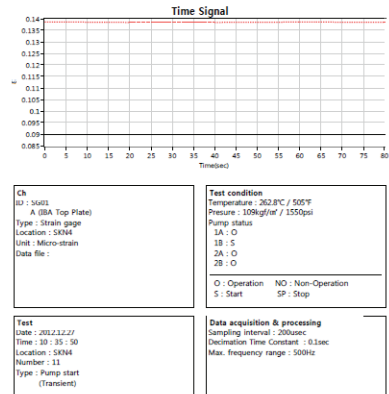 Time Signal
0.14
0.135
0.13
0.125
0.12
0.115
0.11
0.105
0.1
0.095
0.09
0.085
0 5 10 15 20 25 30 35 40 45 50 55 60 65 70 75 80
Time(sec)
Ch
ID : SG01
A (IBA Top Plate)
Type : Strain gage
Location : SKN4
Unit : Micro-strain
Data file :
Test condition
Temperature : 262.8℃ / 505℉
Presure : 109kgf/㎡ / 1550psi
Pump status
1A : O
1B : S
2A : O
2B : O
O : Operation NO : Non-Operation
S : Start SP : Stop
Test
Date : 2012.12.27
Time : 10 : 35 : 50
Location : SKN4
Number : 11
Type : Pump start
(Transient)
Data acquisition & processing
Sampling interval : 200usec
Decimation Time Constant : 0.1sec
Max. frequency range : 500Hz